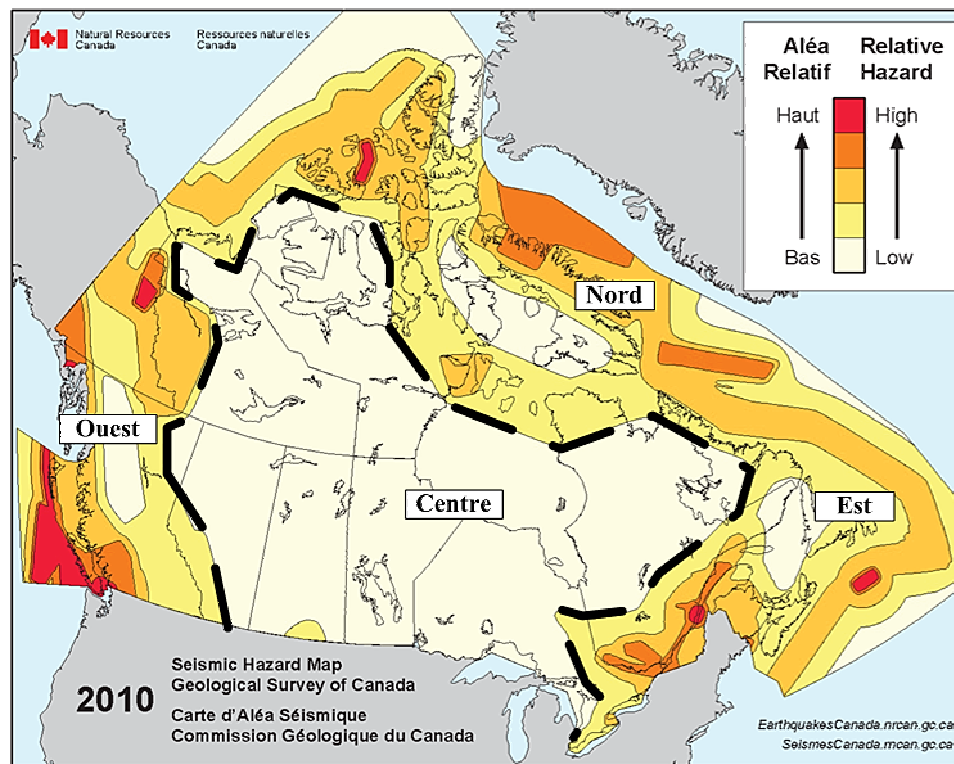 Natural Resources Canada
Ressources naturelles Canada
Aléa Relatif
Relative Hazard
Haut
High
Bas
Low
Nord
Ouest
Centre
Est
2010
Seismic Hazard Map
Geological Survey of Canada
Carte d'Aléa Séismique
Commission Géologique du Canada
EarthquakesCanada.nrcan.gc.ca
SeismesCanada.rncan.gc.ca